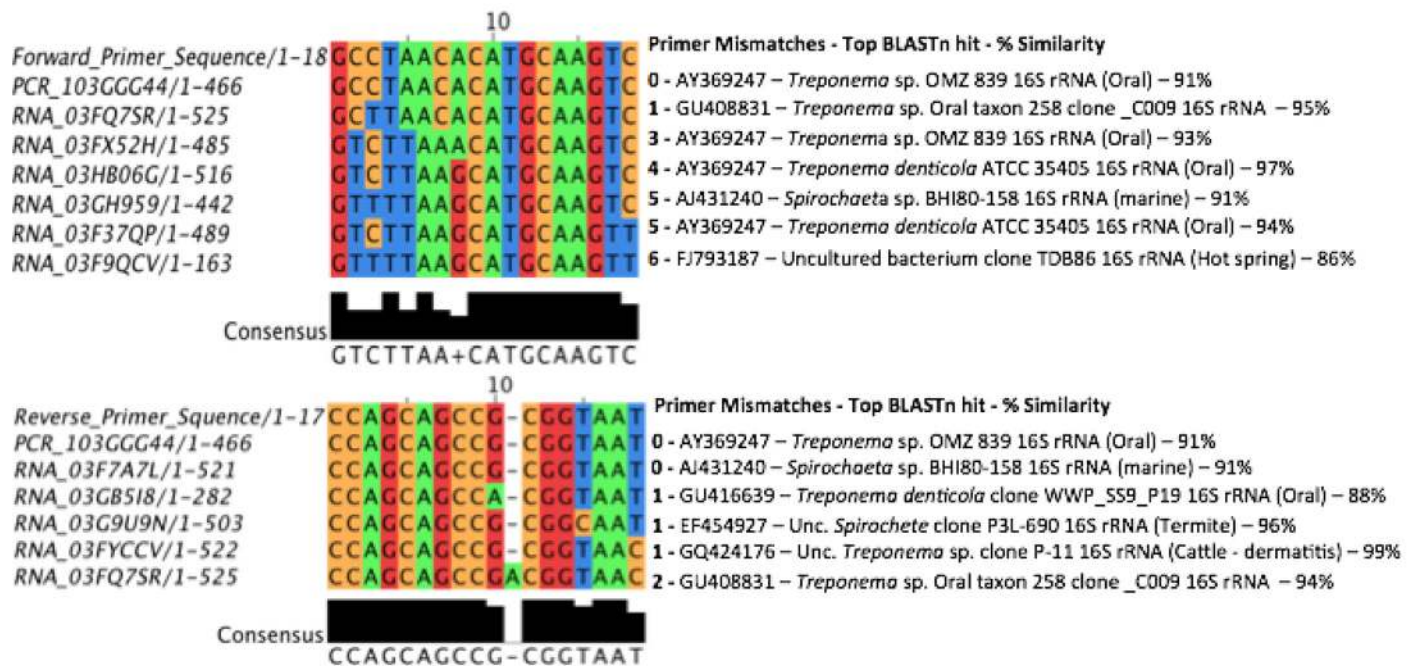 10
Forward_Primer_Sequence/1-18 GCCTAACACATGCAAGTC
Primer Mismatches - Top BLASTn hit - % Similarity
PCR_103GGG44/1-466 GCCTAACACATGCAAGTC 0 - AY369247 – Treponema sp. OMZ 839 16S rRNA (Oral) – 91%
RNA_03FQ7SR/1-525 GCTTAACACATGCAAGTC 1 - GU408831 – Treponema sp. Oral taxon 258 clone _C009 16S rRNA – 95%
RNA_03FX52H/1-485 GTCTTAAACATGCAAGTC 3 - AY369247 – Treponema sp. OMZ 839 16S rRNA (Oral) – 93%
RNA_03HB06G/1-516 GTCTTAAGCATGCAAGTC 4 - AY369247 – Treponema denticola ATCC 35405 16S rRNA (Oral) – 97%
RNA_03GH959/1-442 GTTTTAAGCATGCAAGTC 5 - AJ431240 – Spirochaeta sp. BHI80-158 16S rRNA (marine) – 91%
RNA_03F37QP/1-489 GTCTTAAGCATGCAAGTT 5 - AY369247 – Treponema denticola ATCC 35405 16S rRNA (Oral) – 94%
RNA_03F9QCV/1-163 GTTTTAAGCATGCAAGTT 6 - FJ793187 – Uncultured bacterium clone TDB86 16S rRNA (Hot spring) – 86%
Consensus
GTCTTAA+CATGCAAGTC
10
Reverse_Primer_Squence/1-17 CCAGCAGCCG-CGGTAAT
Primer Mismatches - Top BLASTn hit - % Similarity
PCR_103GGG44/1-466 CCAGCAGCCG-CGGTAAT 0 - AY369247 – Treponema sp. OMZ 839 16S rRNA (Oral) – 91%
RNA_03F7A7L/1-521 CCAGCAGCCG-CGGTAAT 0 - AJ431240 – Spirochaeta sp. BHI80-158 16S rRNA (marine) – 91%
RNA_03GB5I8/1-282 CCAGCAGCCA-CGGTAAT 1 - GU416639 – Treponema denticola clone WWP_SS9_P19 16S rRNA (Oral) – 88%
RNA_03G9U9N/1-503 CCAGCAGCCG-CGGCAAT 1 - EF454927 – Unc. Spirochete clone P3L-690 16S rRNA (Termite) – 96%
RNA_03FYCCV/1-522 CCAGCAGCCG-CGGTAAC 1 - GQ424176 – Unc. Treponema sp. clone P-11 16S rRNA (Cattle - dermatitis) – 99%
RNA_03FQ7SR/1-525 CCAGCAGCCGACGGTAAC 2 - GU408831 – Treponema sp. Oral taxon 258 clone _C009 16S rRNA – 94%
Consensus
CCAGCAGCCG-CGGTAAT